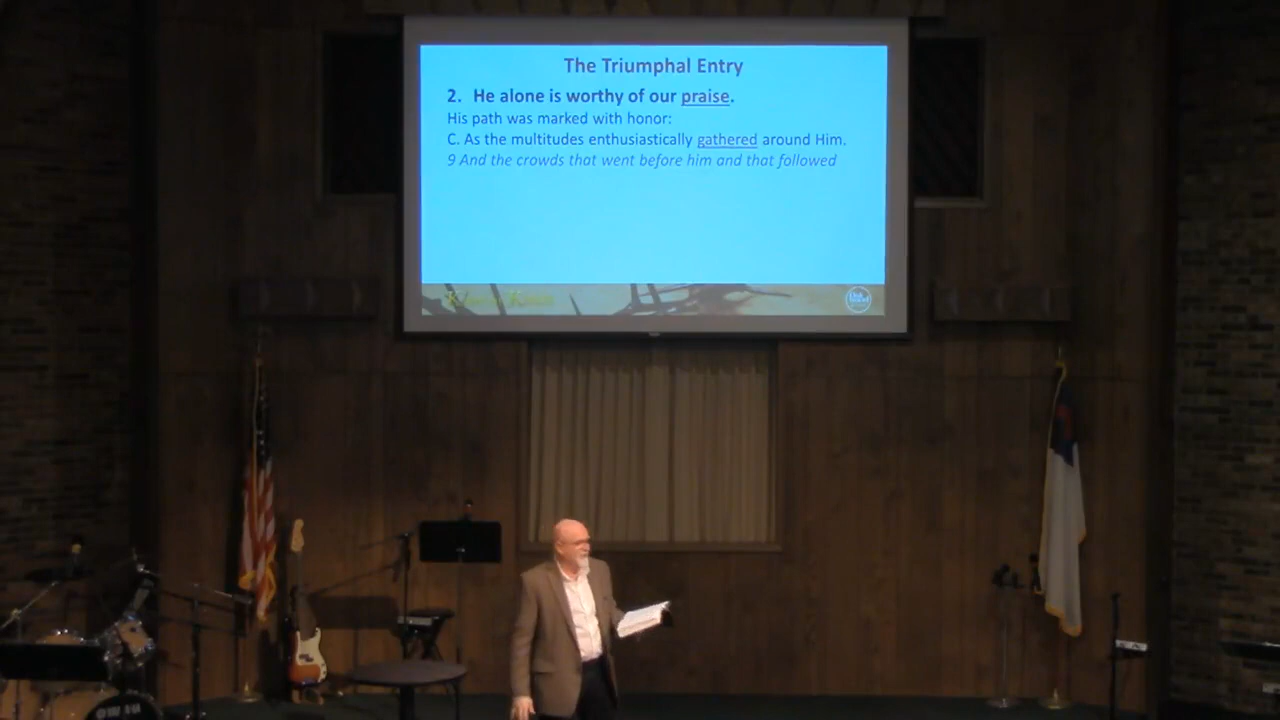 The Triumphal Entry
2. He alone is worthy of our praise.
His path was marked with honor:
C. As the multitudes enthusiastically gathered around Him.
9 And the crowds that went before him and that followed
YAMAHA